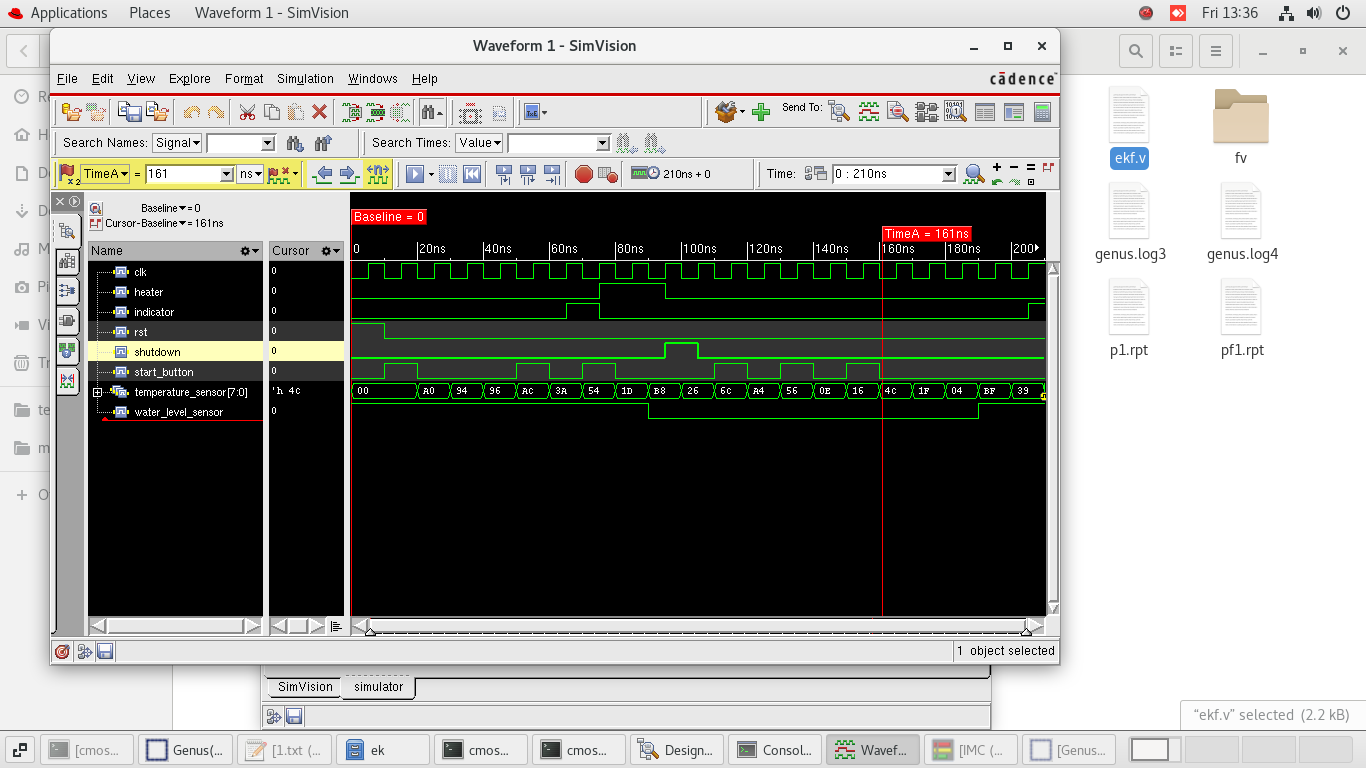 Applications Places Waveform 1 - SimVision Fri 13:36
Waveform 1 - SimVision
File Edit View Explore Format Simulation Windows Help cādence
Send To:
Search Names: Signal Search Times: Value
x2 TimeA = 161 ns 210ns + 0 Time: 0 : 210ns
Baseline = 0
Cursor-Baseline = 161ns
Baseline = 0
TimeA = 161ns
Name Cursor
0 20ns 40ns 60ns 80ns 100ns 120ns 140ns 160ns 180ns 200
clk 0
heater 0
indicator 0
rst 0
shutdown 0
start_button 0
temperature_sensor[7:0] 'h 4c 00 A0 94 96 AC 3A 54 1D B8 26 6C A4 56 0E 16 4c 1F 04 BF 39
water_level_sensor 0
1 object selected
SimVision simulator
ekf.v fv
genus.log3 genus.log4
p1.rpt pf1.rpt
“ekf.v” selected (2.2 kB)
[cmos... Genus(... [1.txt (... ek cmos... cmos... Design... Consol... Wavef... [IMC (... [Genus...